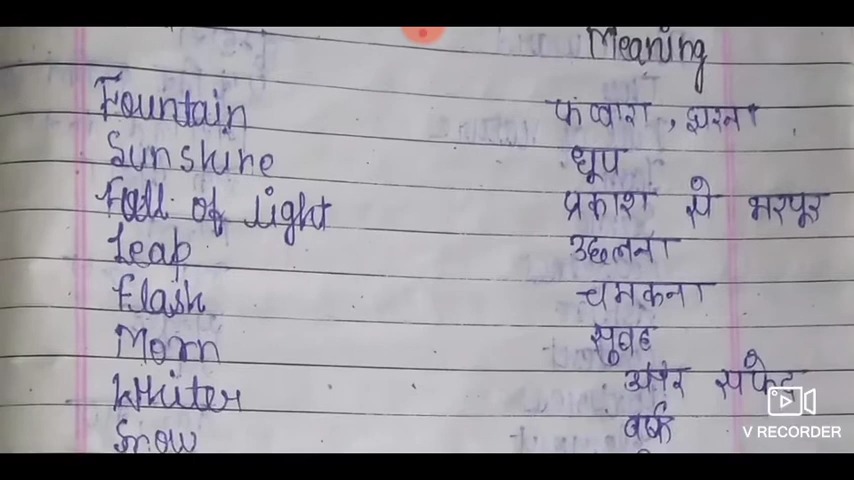 Meaning
Fountain फव्वारा, झरना
Sunshine धूप
Full of light प्रकाश से भरपूर
Leap उछलना
Flash चमकना
Morn सुबह
Whiter और सफेद
Snow बर्फ
V RECORDER